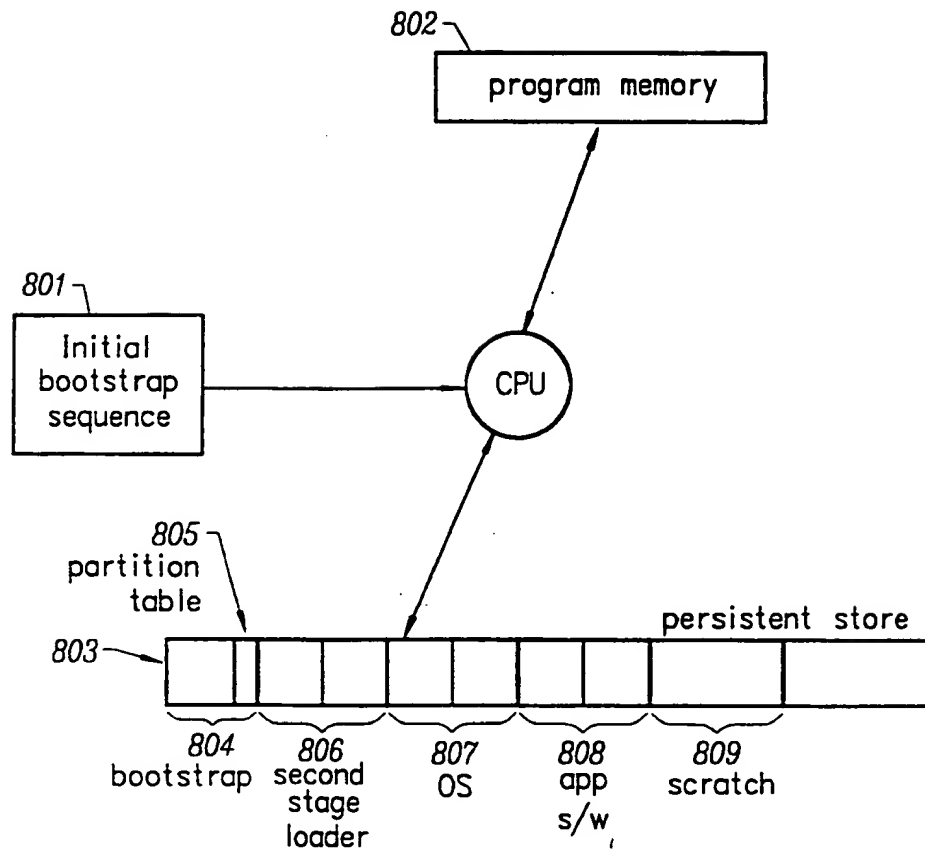 802
program memory
801
Initial
bootstrap
sequence
CPU
805
partition
table
persistent store
803
804
bootstrap
806
second
stage
loader
807
OS
808
app
s/w
809
scratch